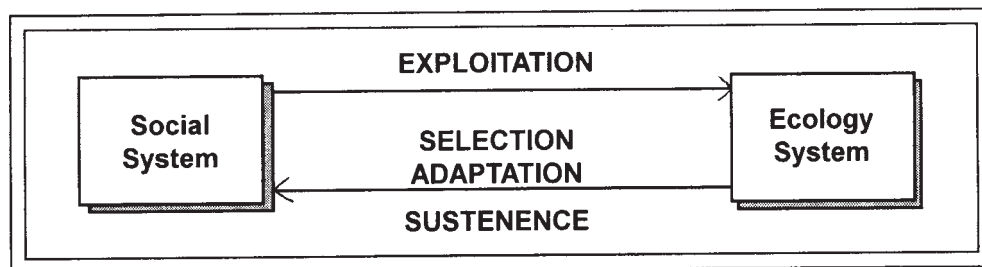 EXPLOITATION
Social
System
SELECTION
ADAPTATION
SUSTENENCE
Ecology
System